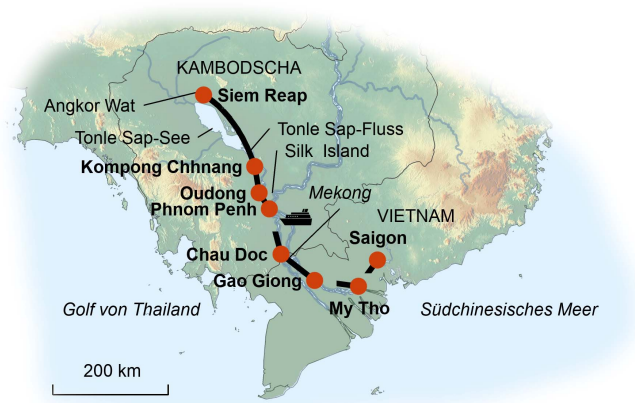 KAMBODSCHA
Siem Reap
Angkor Wat
Tonle Sap-See
Tonle Sap-Fluss
Silk Island
Kompong Chhnang
Oudong
Phnom Penh
Mekong
VIETNAM
Saigon
Chau Doc
Gao Giong
My Tho
Golf von Thailand
Südchinesisches Meer
200 km